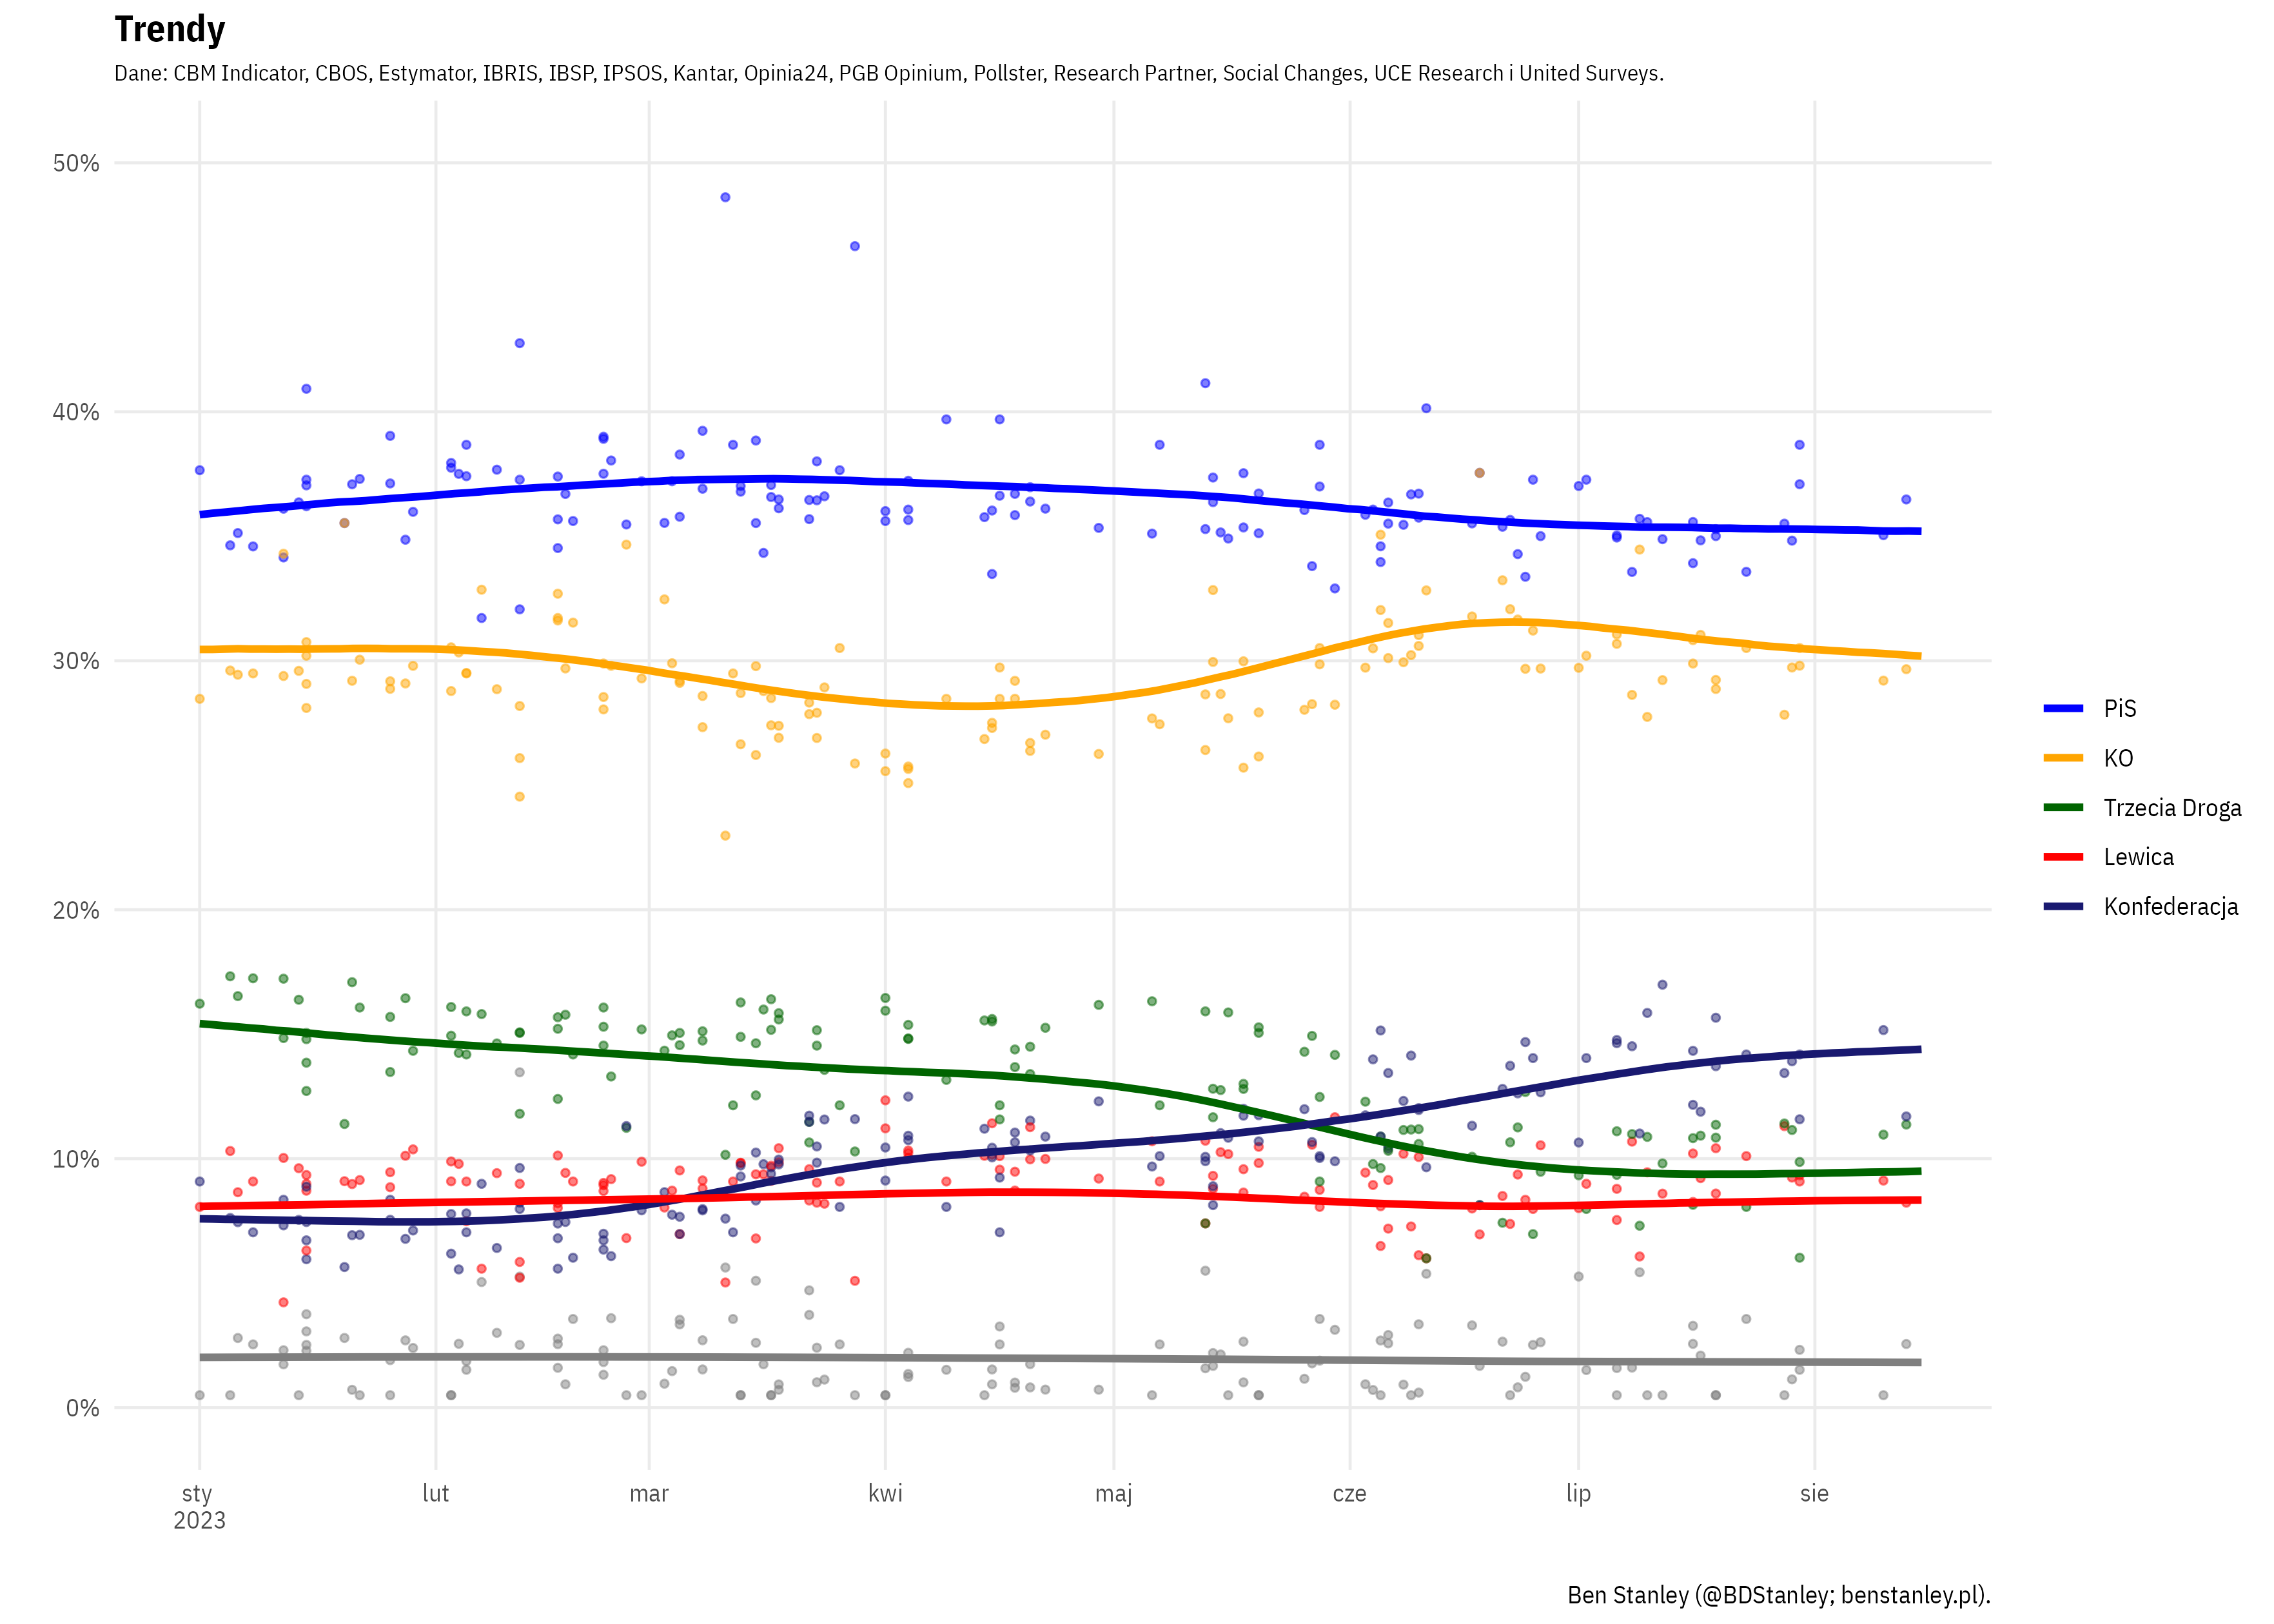 Trendy
Dane: CBM Indicator, CBOS, Estymator, IBRIS, IBSP, IPSOS, Kantar, Opinia24, PGB Opinium, Pollster, Research Partner, Social Changes, UCE Research i United Surveys.
50%
40%
30%
20%
10%
0%
PiS
KO
Trzecia Droga
Lewica
Konfederacja
sty lut mar kwi maj cze lip sie
2023
Ben Stanley (@BDStanley; benstanley.pl).